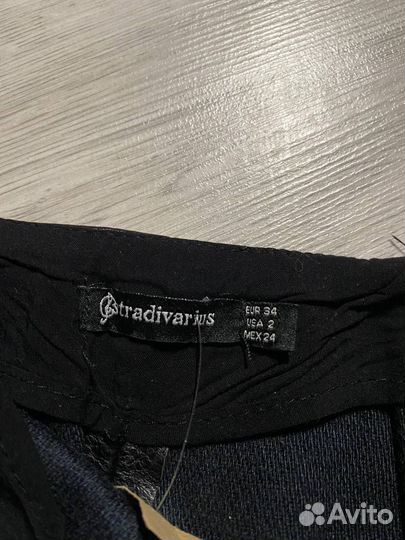 Stradivarius
EUR 34
USA 2
MEX 24
Avito